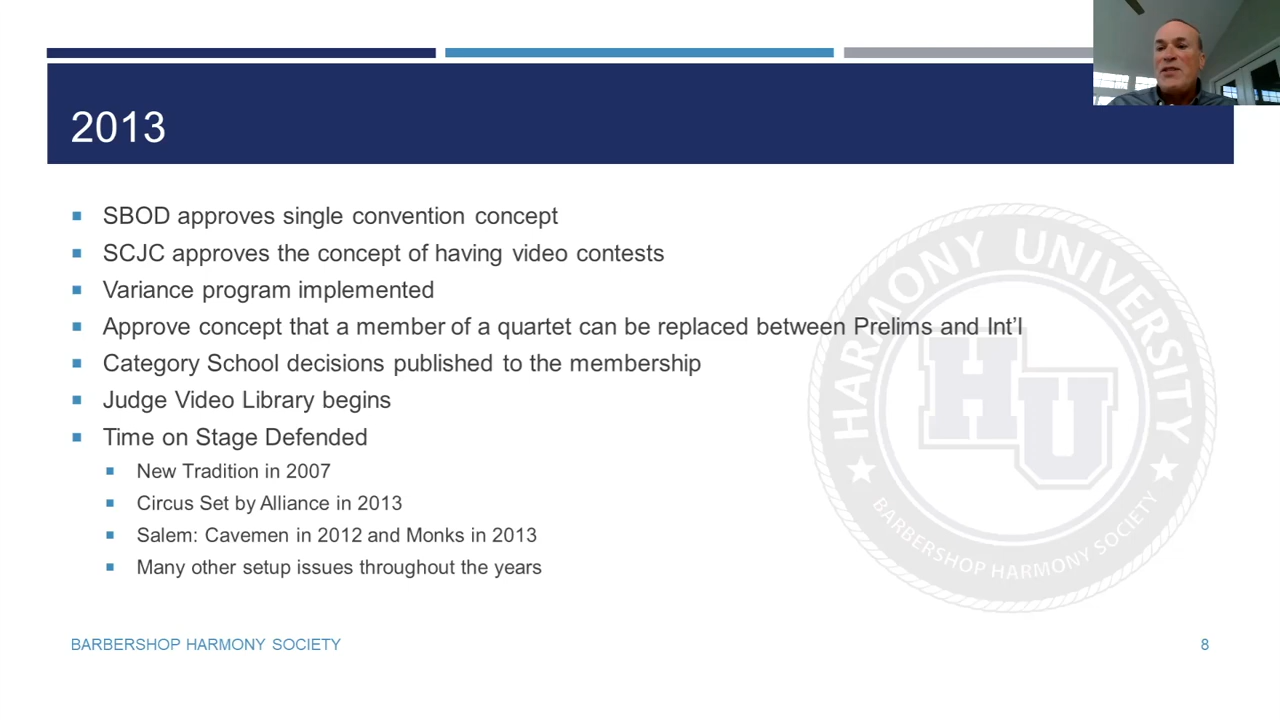 2013
SBOD approves single convention concept
SCJC approves the concept of having video contests
Variance program implemented
Approve concept that a member of a quartet can be replaced between Prelims and Int'l
Category School decisions published to the membership
Judge Video Library begins
Time on Stage Defended
New Tradition in 2007
Circus Set by Alliance in 2013
Salem: Cavemen in 2012 and Monks in 2013
Many other setup issues throughout the years
HARMONY UNIVERSITY
HU
BARBERSHOP HARMONY SOCIETY
BARBERSHOP HARMONY SOCIETY
8